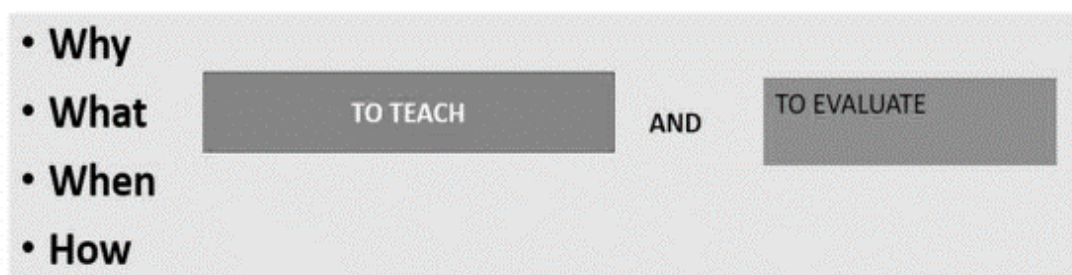 • Why
• What
• When
• How
TO TEACH
AND
TO EVALUATE